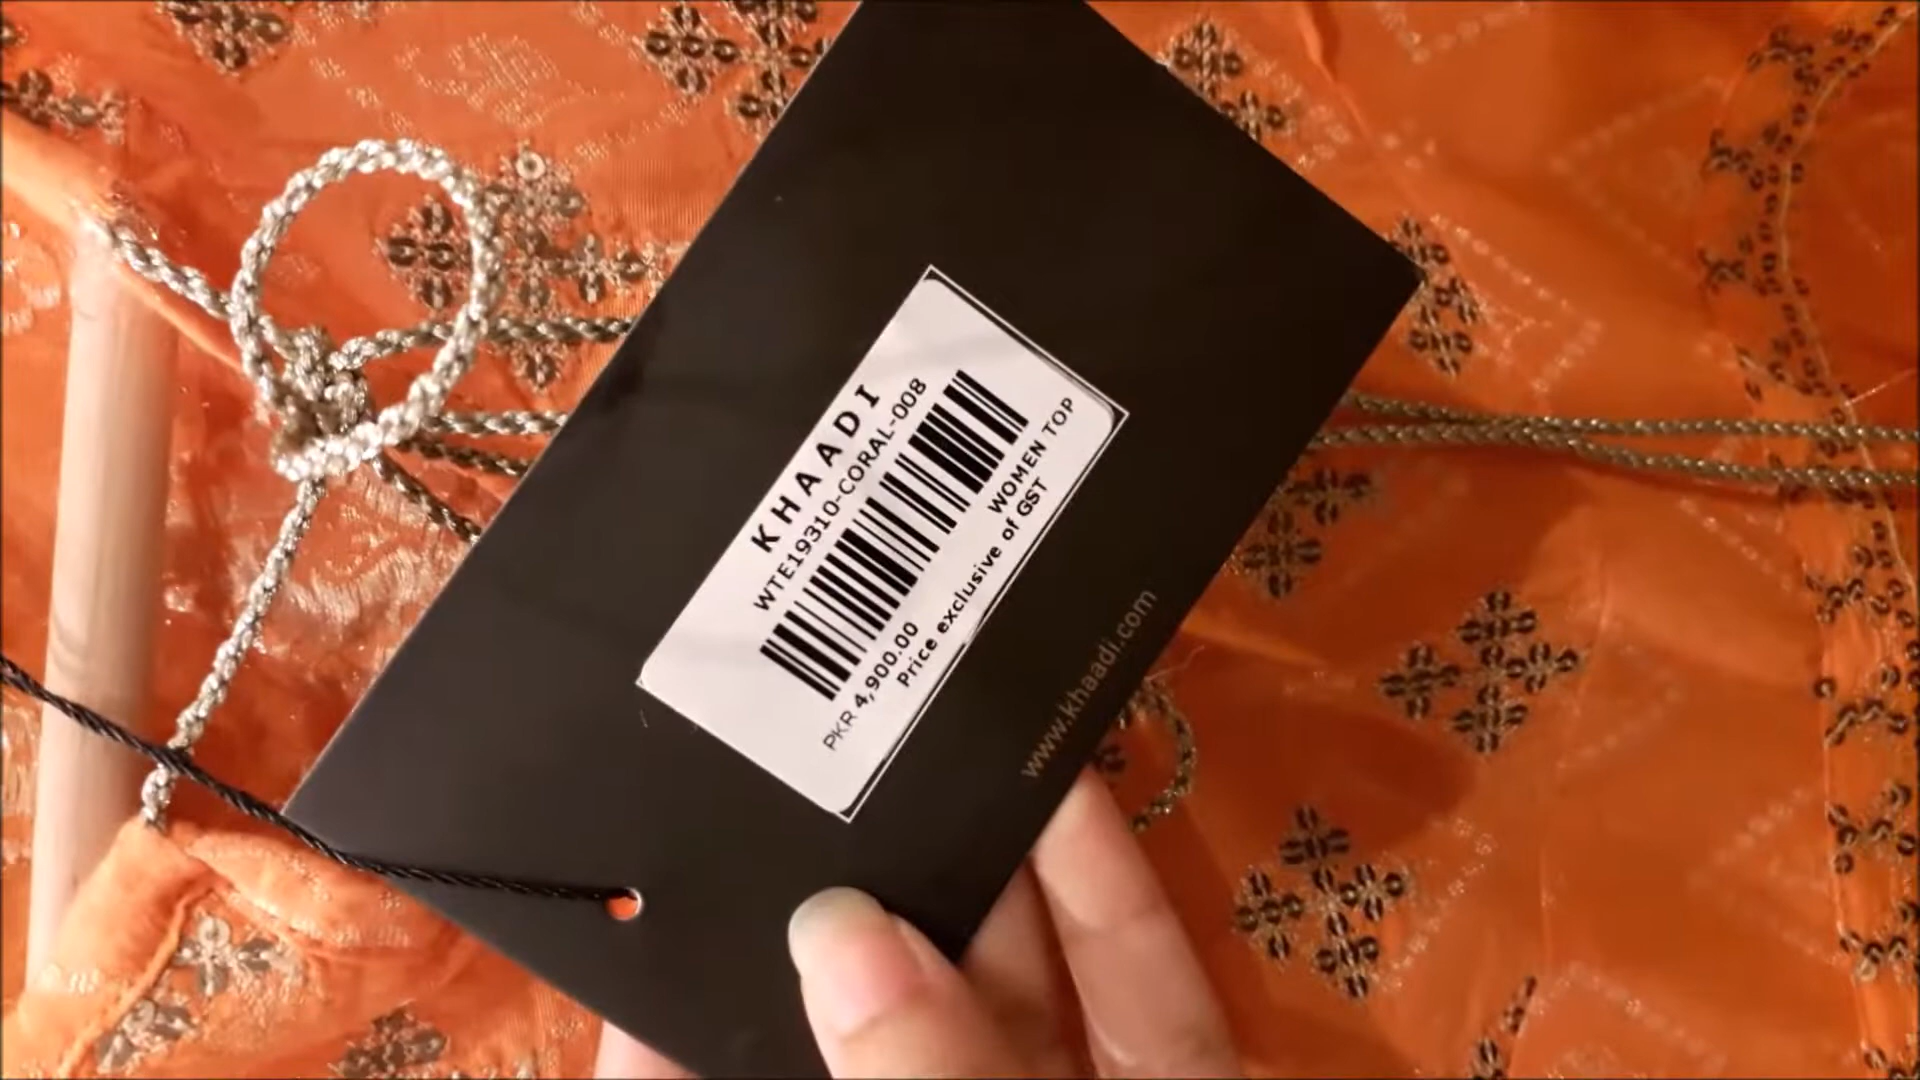 KHAADI
WTE19310-CORAL-008
WOMEN TOP
PKR 4,900.00
Price exclusive of GST
www.khaadi.com